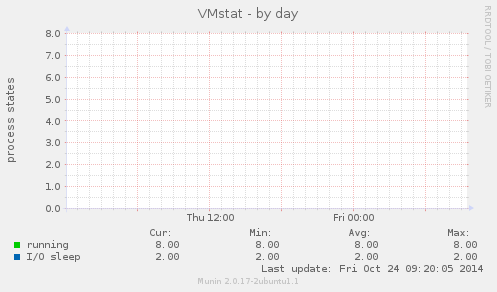 VMstat - by day
RRDTOOL / TOBI OETIKER
process states
8.0
7.0
6.0
5.0
4.0
3.0
2.0
1.0
0.0
Thu 12:00 Fri 00:00
Cur: Min: Avg: Max:
running 8.00 8.00 8.00 8.00
I/O sleep 2.00 2.00 2.00 2.00
Last update: Fri Oct 24 09:20:05 2014
Munin 2.0.17-2ubuntu1.1